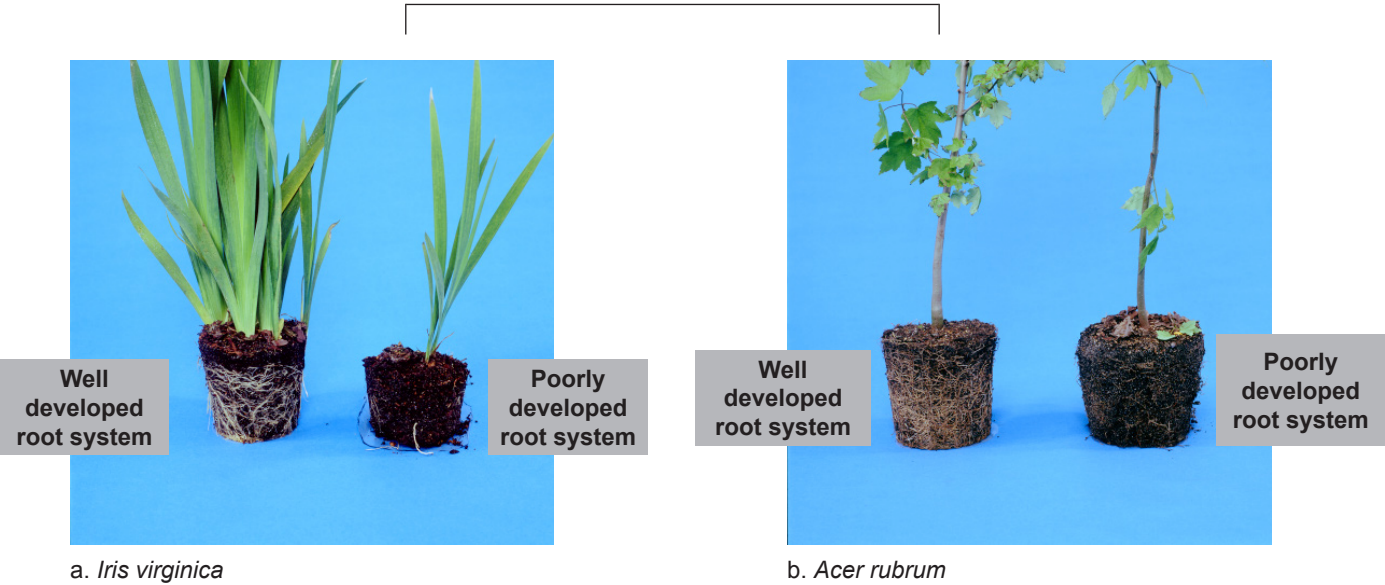 Well
developed
root system
Poorly
developed
root system
Well
developed
root system
Poorly
developed
root system
a. Iris virginica
b. Acer rubrum